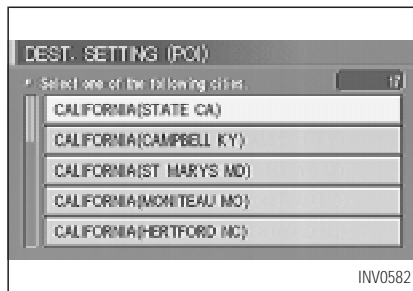 DEST. SETTING (POI)
Select one of the following cities.
17
CALIFORNIA(STATE CA)
CALIFORNIA(CAMPBELL KY)
CALIFORNIA(ST MARYS MD)
CALIFORNIA(MONITEAU MO)
CALIFORNIA(HERTFORD NC)
INV0582